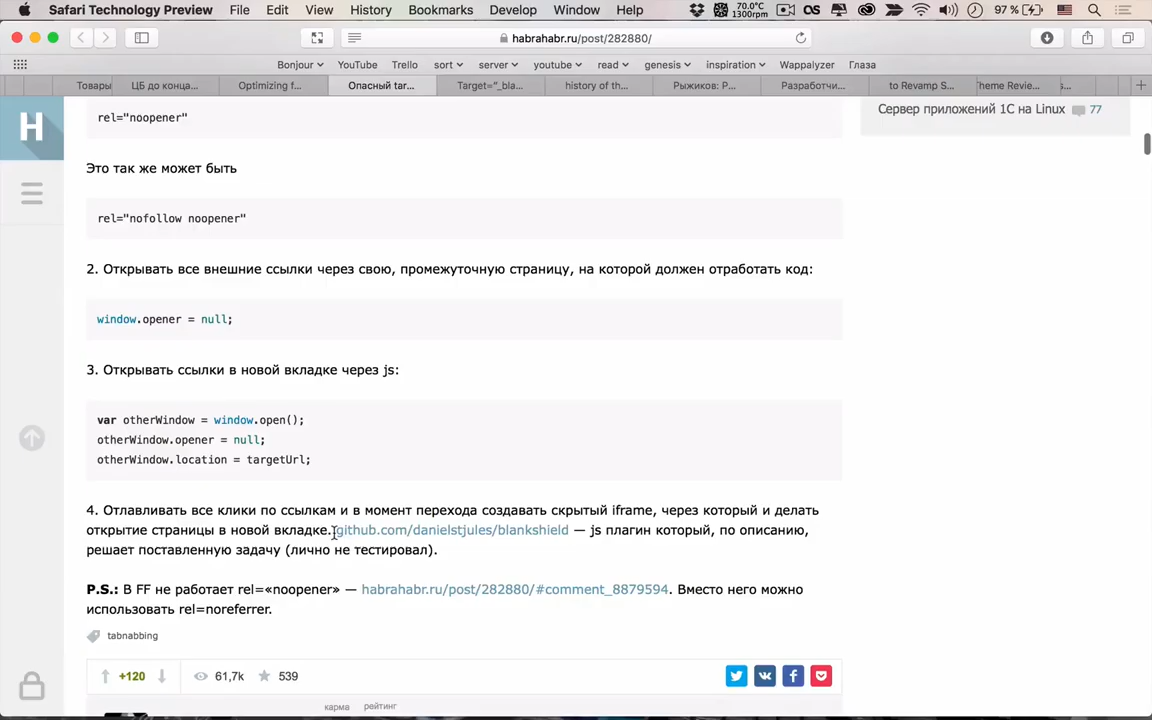 Safari Technology Preview File Edit View History Bookmarks Develop Window Help 70.0°C 1300rpm 97 %
habrahabr.ru/post/282880/
Bonjour YouTube Trello sort server youtube read genesis inspiration Wappalyzer Глаза
Товары ЦБ до конца... Optimizing f... Опасный tar... Target="_bla... history of th... Рыжиков: Р... Разработчи... to Revamp S... Theme Revie... s...
H
Сервер приложений 1С на Linux 77
rel="noopener"
Это так же может быть
rel="nofollow noopener"
2. Открывать все внешние ссылки через свою, промежуточную страницу, на которой должен отработать код:
window.opener = null;
3. Открывать ссылки в новой вкладке через js:
var otherWindow = window.open();
otherWindow.opener = null;
otherWindow.location = targetUrl;
4. Отлавливать все клики по ссылкам и в момент перехода создавать скрытый iframe, через который и делать
открытие страницы в новой вкладке. github.com/danielstjules/blankshield — js плагин который, по описанию,
решает поставленную задачу (лично не тестировал).
P.S.: В FF не работает rel=«noopener» — habrahabr.ru/post/282880/#comment_8879594. Вместо него можно
использовать rel=noreferrer.
tabnabbing
+120 61,7k 539
карма рейтинг